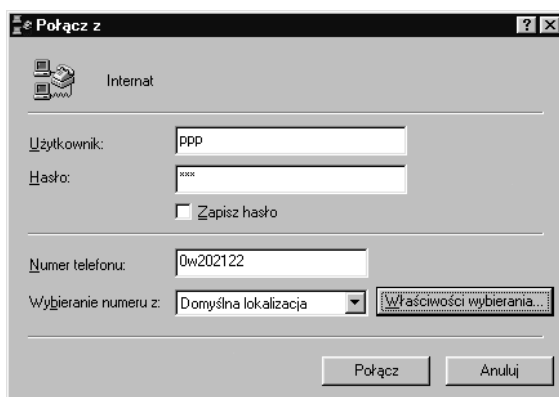 Połącz z
Internat
Użytkownik: ppp
Hasło: ***
Zapisz hasło
Numer telefonu: 0w202122
Wybieranie numeru z: Domyślna lokalizacja Właściwości wybierania...
Połącz Anuluj